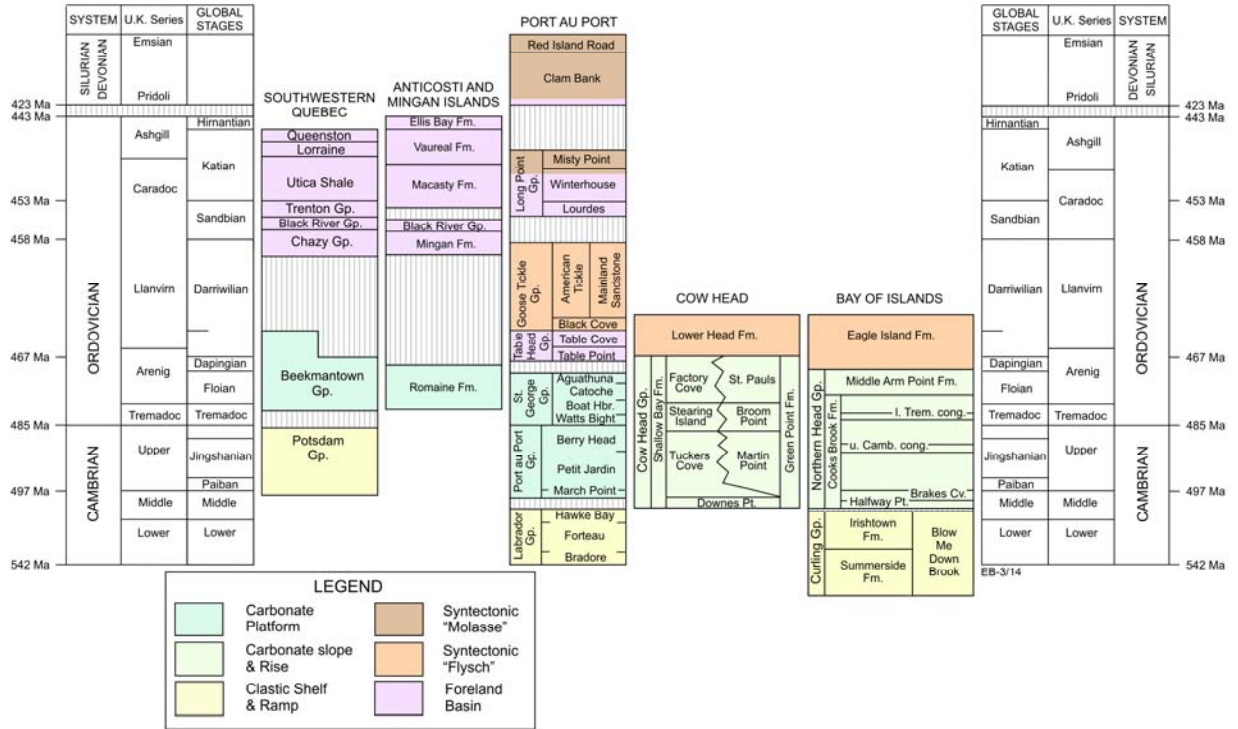 SYSTEM
U.K. Series
GLOBAL
STAGES
SILURIAN
DEVONIAN
ORDOVICIAN
CAMBRIAN
Emsian
Pridoli
Ashgill
Caradoc
Llanvirn
Arenig
Tremadoc
Upper
Middle
Lower
Hirnantian
Katian
Sandbian
Darriwilian
Dapingian
Floian
Tremadoc
Jingshanian
Paiban
Middle
Lower
423 Ma
443 Ma
453 Ma
458 Ma
467 Ma
485 Ma
497 Ma
542 Ma
SOUTHWESTERN
QUEBEC
Queenston
Lorraine
Utica Shale
Trenton Gp.
Black River Gp.
Chazy Gp.
Beekmantown
Gp.
Potsdam
Gp.
ANTICOSTI AND
MINGAN ISLANDS
Ellis Bay Fm.
Vaureal Fm.
Macasty Fm.
Black River Gp.
Mingan Fm.
Romaine Fm.
PORT AU PORT
Red Island Road
Clam Bank
Long Point
Gp.
Misty Point
Winterhouse
Lourdes
Goose Tickle
Gp.
American
Tickle
Mainland
Sandstone
Black Cove
Table
Head
Gp.
Table Cove
Table Point
St.
George
Gp.
Aguathuna
Catoche
Boat Hbr.
Watts Bight
Port au Port
Gp.
Berry Head
Petit Jardin
March Point
Labrador
Gp.
Hawke Bay
Forteau
Bradore
COW HEAD
Lower Head Fm.
Cow Head Gp.
Shallow Bay Fm.
Factory
Cove
St. Pauls
Stearing
Island
Broom
Point
Tuckers
Cove
Martin
Point
Downes Pt.
Green Point Fm.
BAY OF ISLANDS
Eagle Island Fm.
Northern Head Gp.
Middle Arm Point Fm.
Cooks Brook Fm.
l. Trem. cong.
u. Camb. cong.
Brakes Cv.
Halfway Pt.
Curling Gp.
Irishtown
Fm.
Summerside
Fm.
Blow
Me
Down
Brook
EB-3/14
GLOBAL
STAGES
U.K. Series
SYSTEM
Hirnantian
Katian
Sandbian
Darriwilian
Dapingian
Floian
Tremadoc
Jingshanian
Paiban
Middle
Lower
Emsian
Pridoli
Ashgill
Caradoc
Llanvirn
Arenig
Tremadoc
Upper
Middle
Lower
DEVONIAN
SILURIAN
ORDOVICIAN
CAMBRIAN
423 Ma
443 Ma
453 Ma
458 Ma
467 Ma
485 Ma
497 Ma
542 Ma
LEGEND
Carbonate
Platform
Carbonate slope
& Rise
Clastic Shelf
& Ramp
Syntectonic
"Molasse"
Syntectonic
"Flysch"
Foreland
Basin